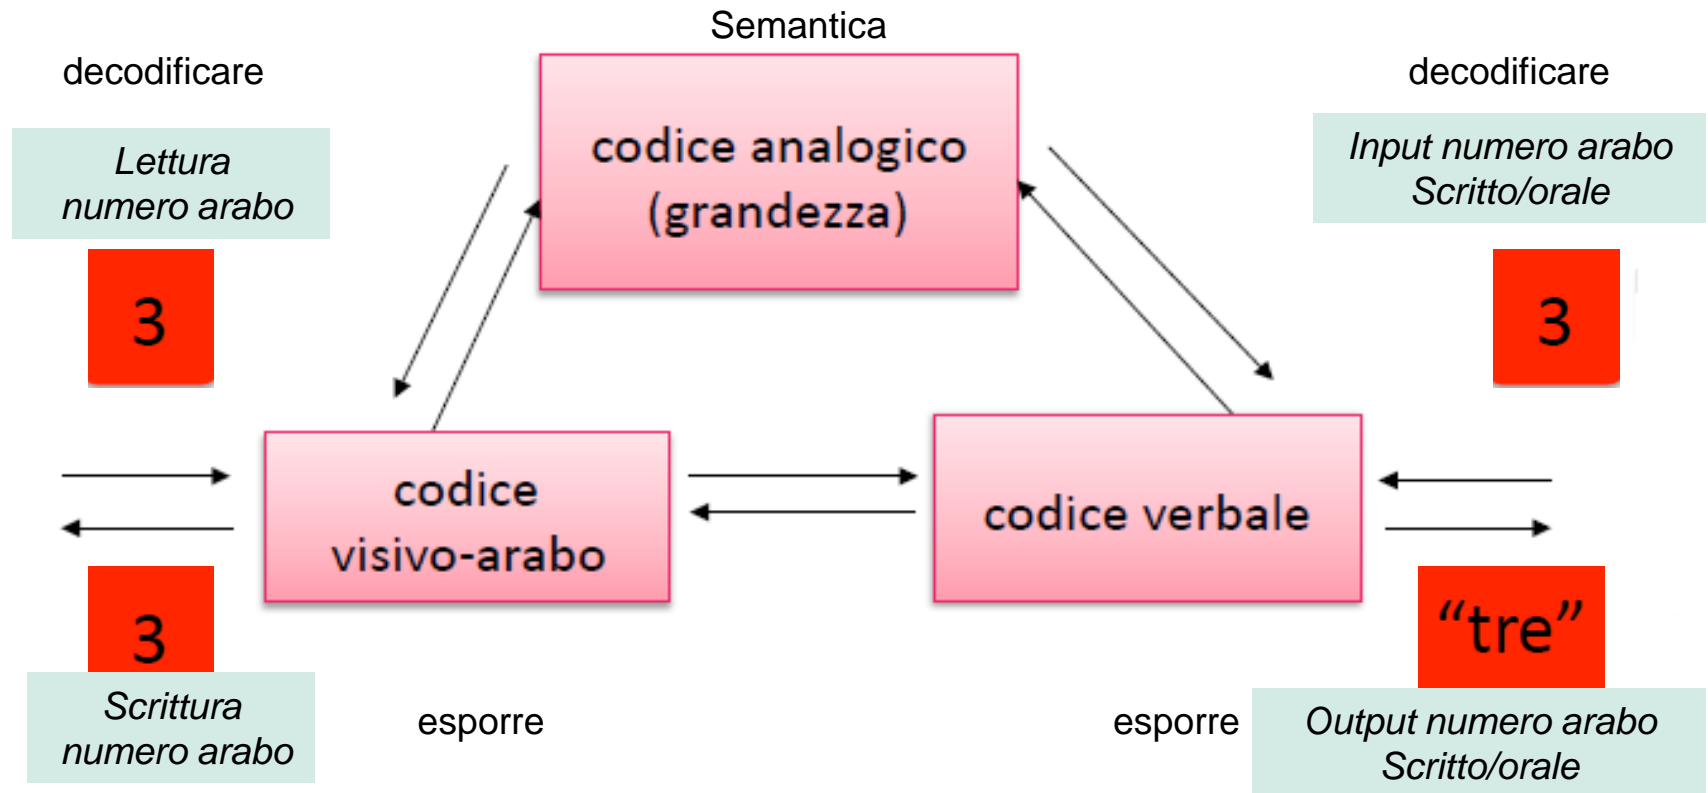 Semantica
decodificare
decodificare
codice analogico
(grandezza)
Lettura
numero arabo
Input numero arabo
Scritto/orale
3
3
codice
visivo-arabo
codice verbale
3
"tre"
Scrittura
numero arabo
esporre
esporre
Output numero arabo
Scritto/orale